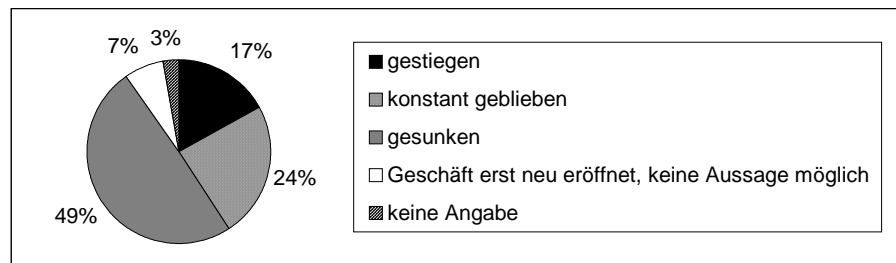 7%
3%
17%
24%
49%
gestiegen
konstant geblieben
gesunken
Geschäft erst neu eröffnet, keine Aussage möglich
keine Angabe